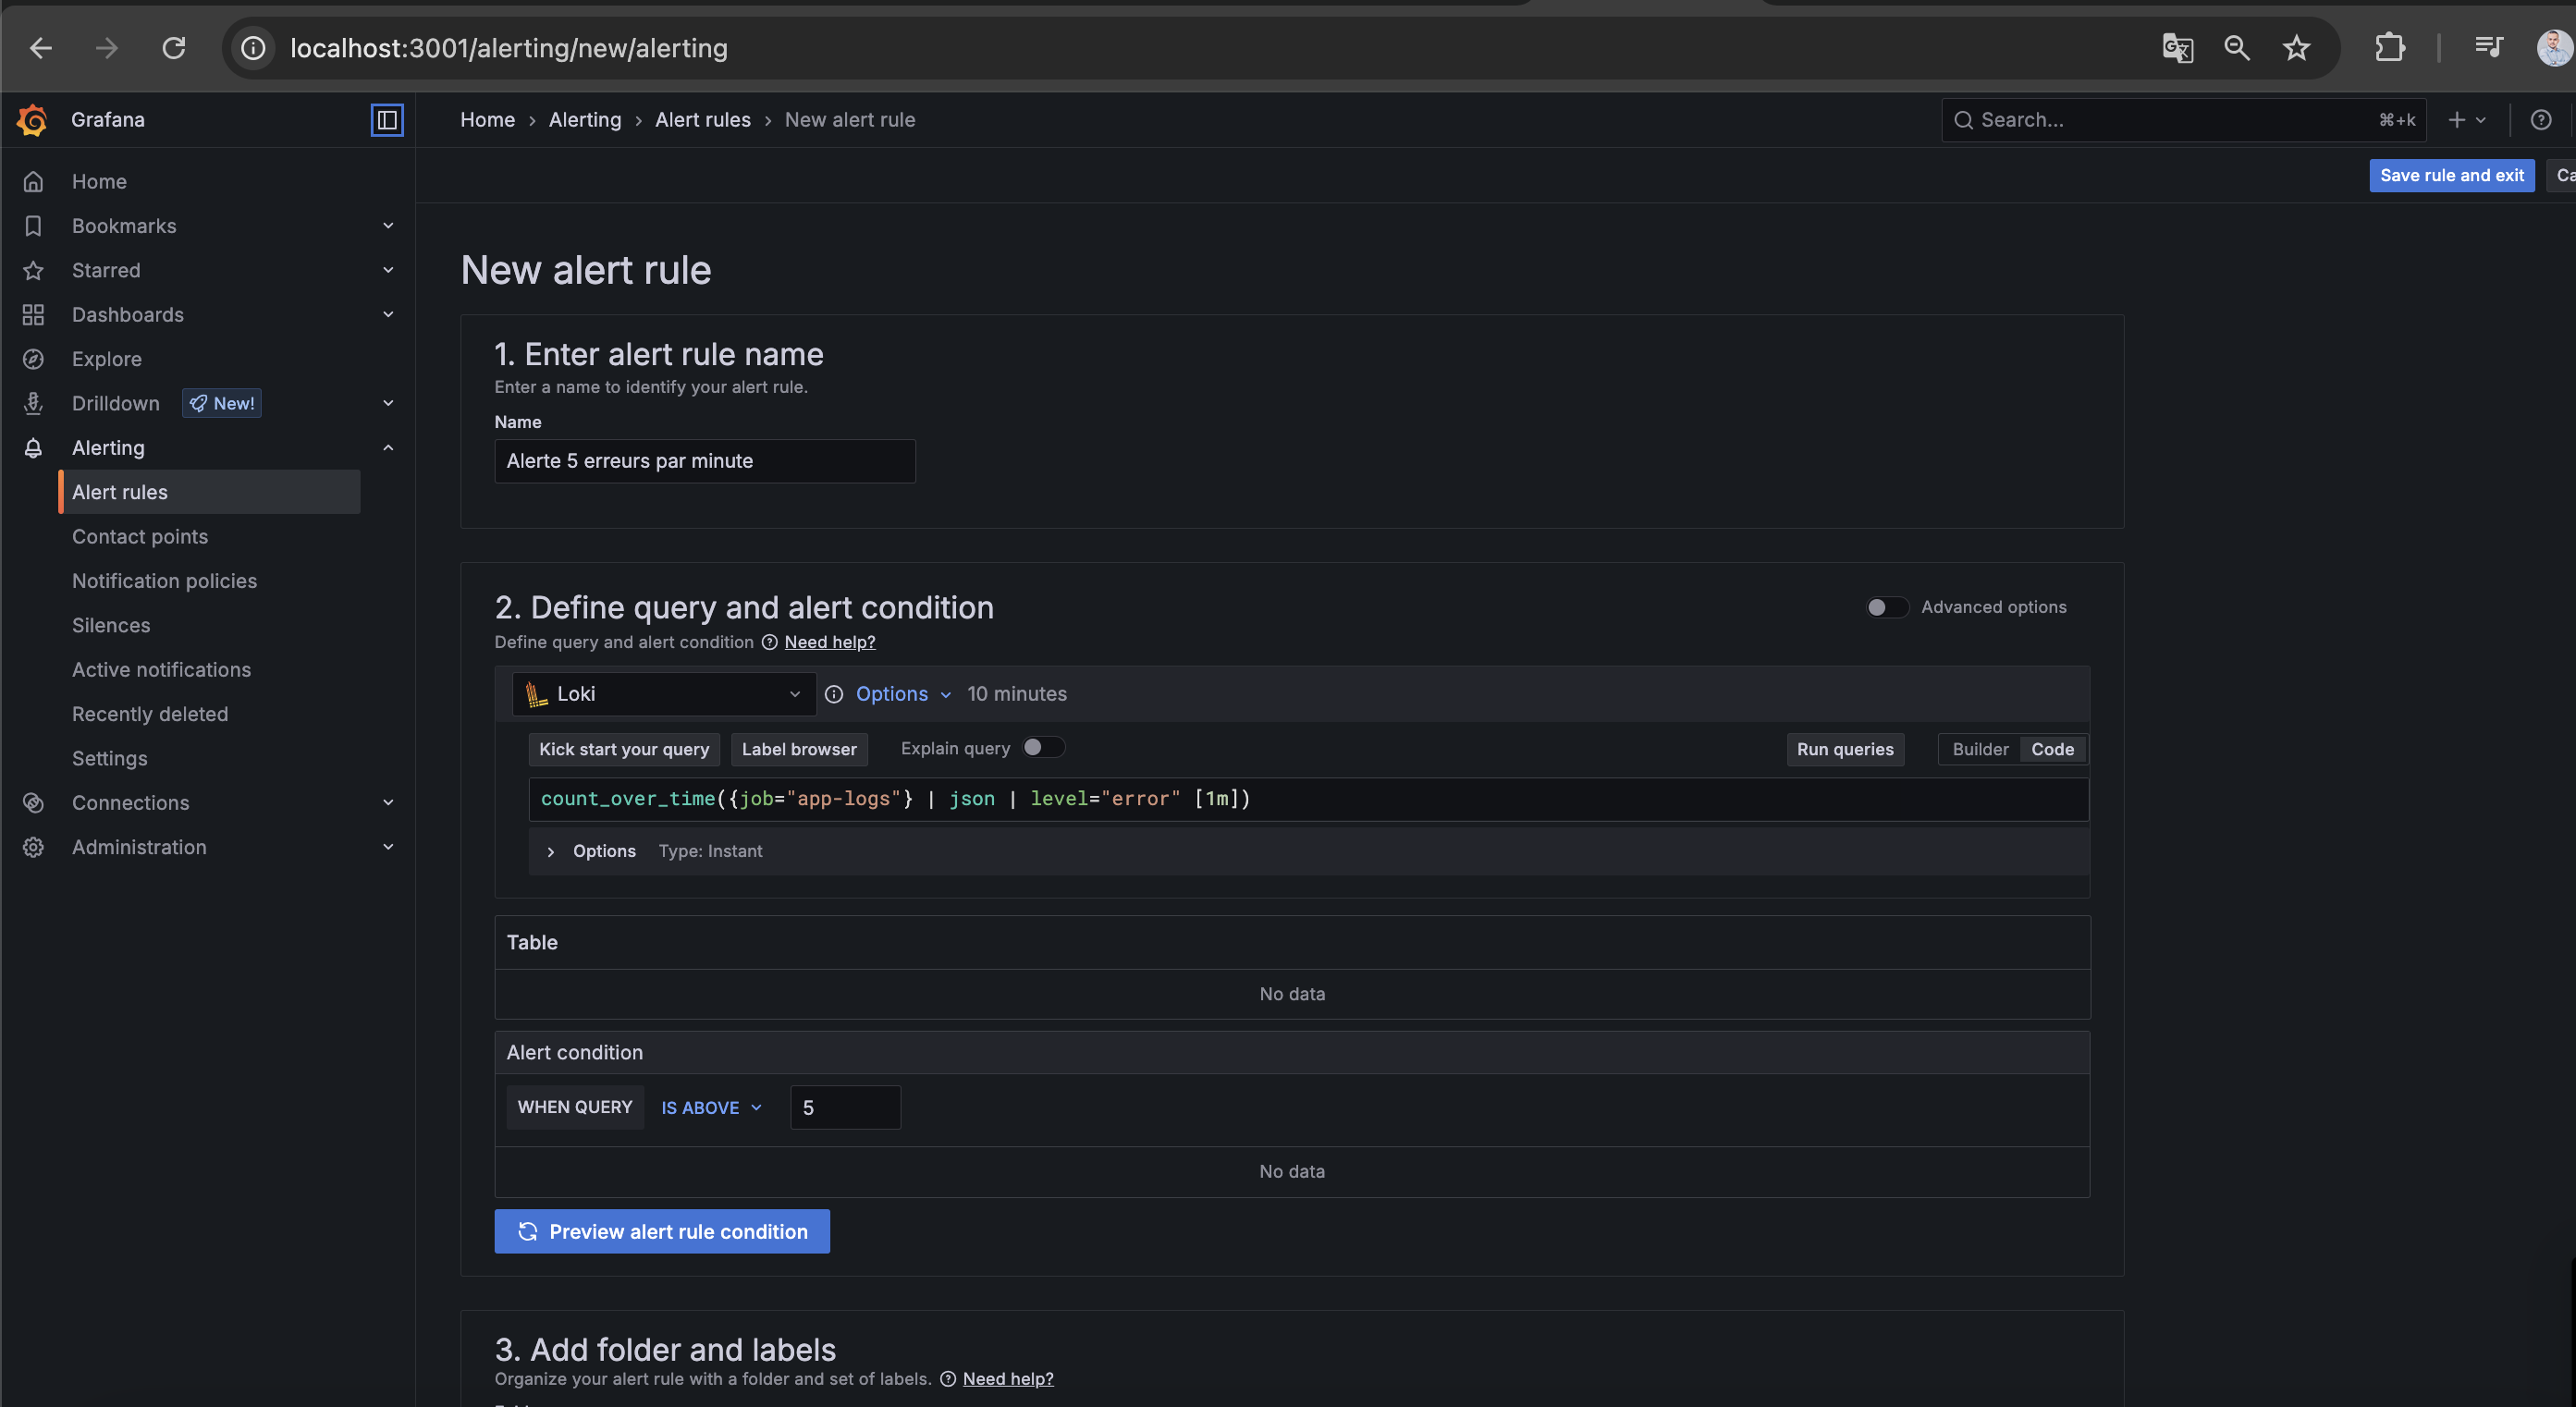 localhost:3001/alerting/new/alerting
Grafana
Home › Alerting › Alert rules › New alert rule
Search...
⌘+k
Save rule and exit
Home
Bookmarks
Starred
Dashboards
Explore
Drilldown
New!
Alerting
Alert rules
Contact points
Notification policies
Silences
Active notifications
Recently deleted
Settings
Connections
Administration
New alert rule
1. Enter alert rule name
Enter a name to identify your alert rule.
Name
Alerte 5 erreurs par minute
2. Define query and alert condition
Advanced options
Define query and alert condition
Need help?
Loki
Options
10 minutes
Kick start your query
Label browser
Explain query
Run queries
Builder
Code
count_over_time({job="app-logs"} | json | level="error" [1m])
Options
Type: Instant
Table
No data
Alert condition
WHEN QUERY
IS ABOVE
5
No data
Preview alert rule condition
3. Add folder and labels
Organize your alert rule with a folder and set of labels.
Need help?